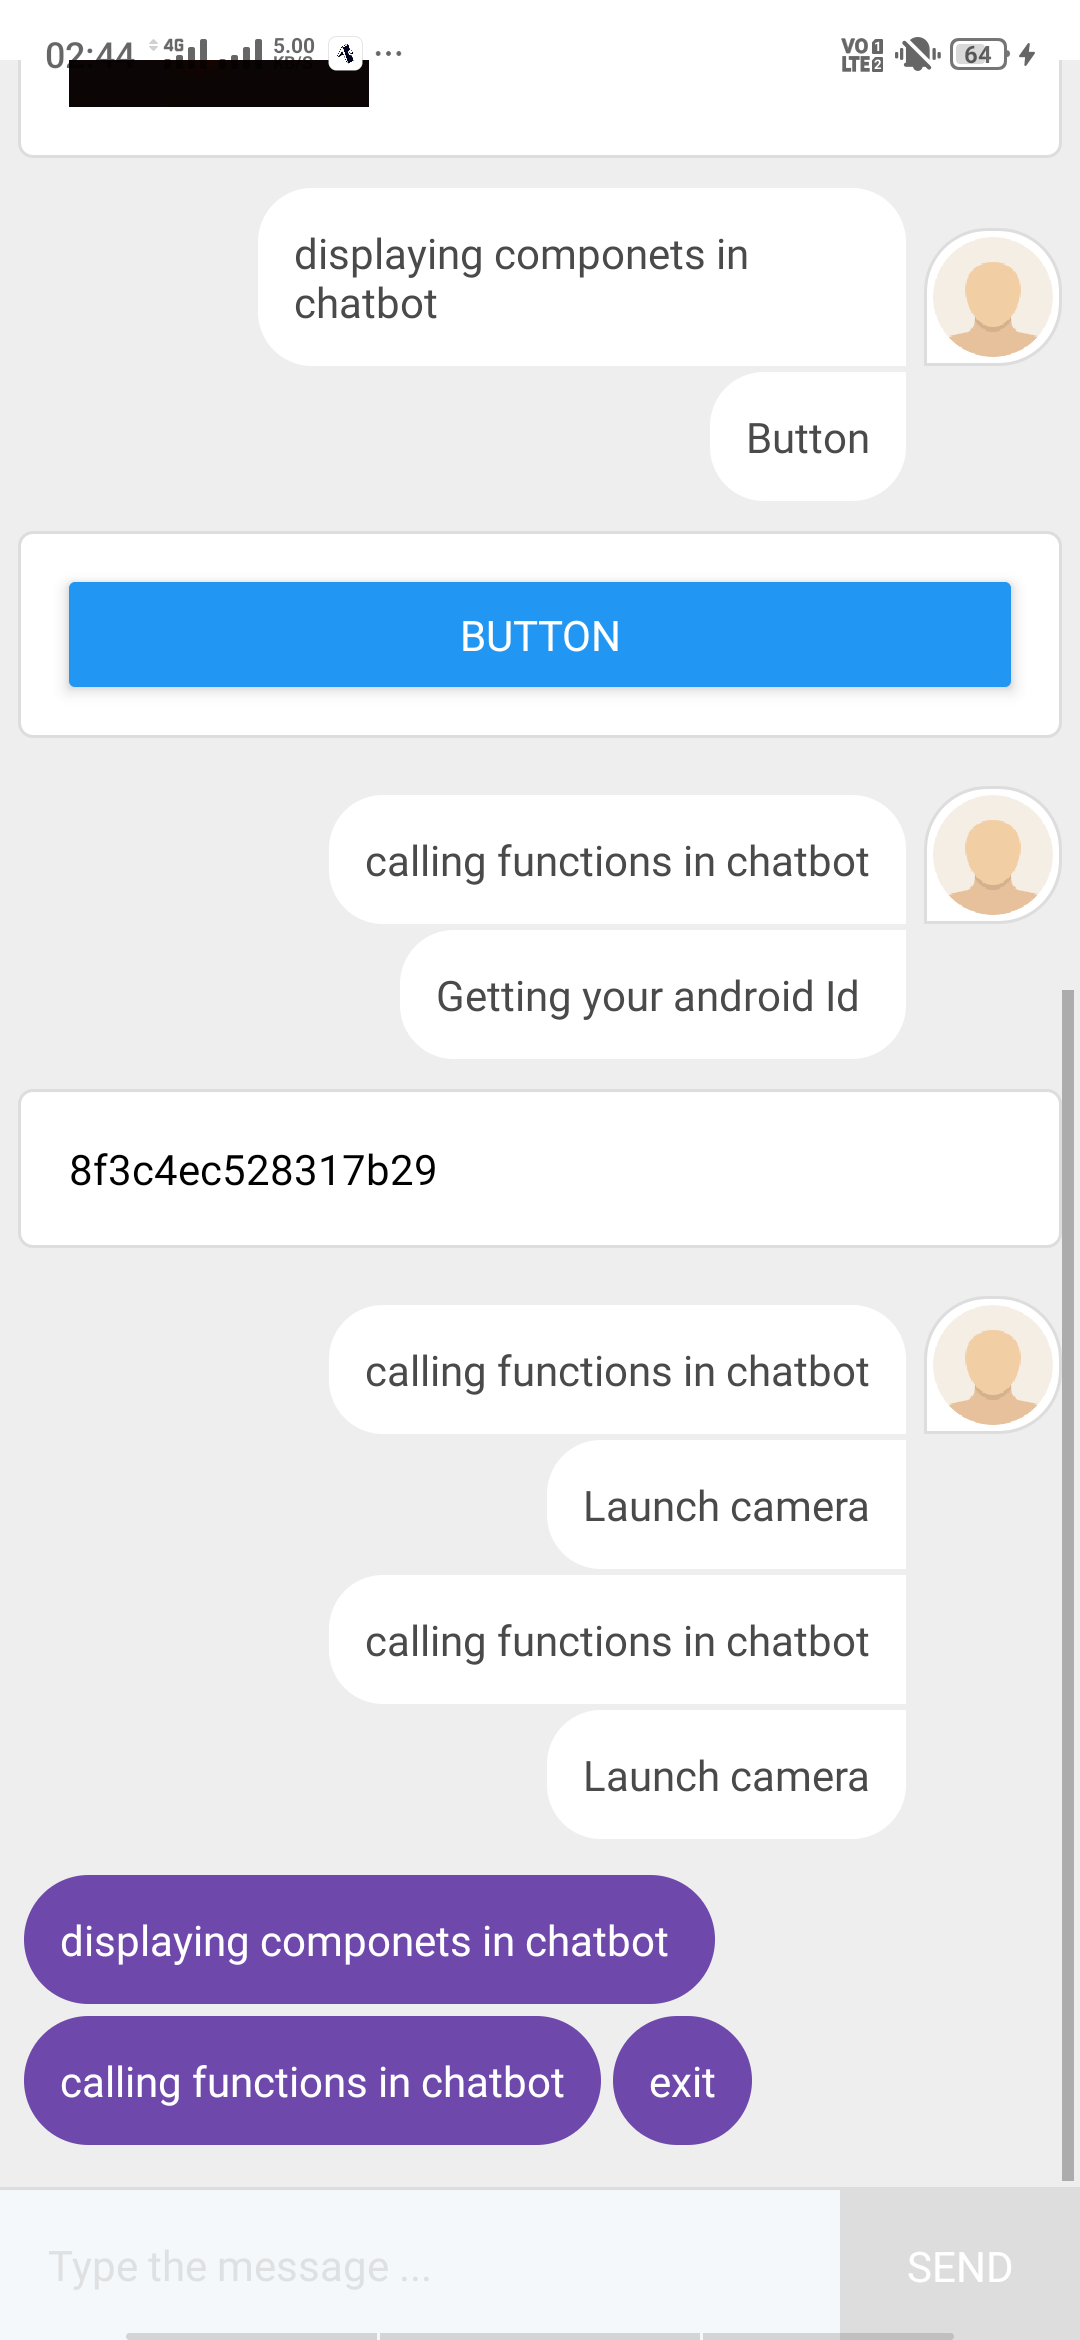 02:44 4G 5.00 ... VO 1 LTE 2 64
displaying componets in
chatbot
Button
BUTTON
calling functions in chatbot
Getting your android Id
8f3c4ec528317b29
calling functions in chatbot
Launch camera
calling functions in chatbot
Launch camera
displaying componets in chatbot
calling functions in chatbot exit
Type the message ... SEND